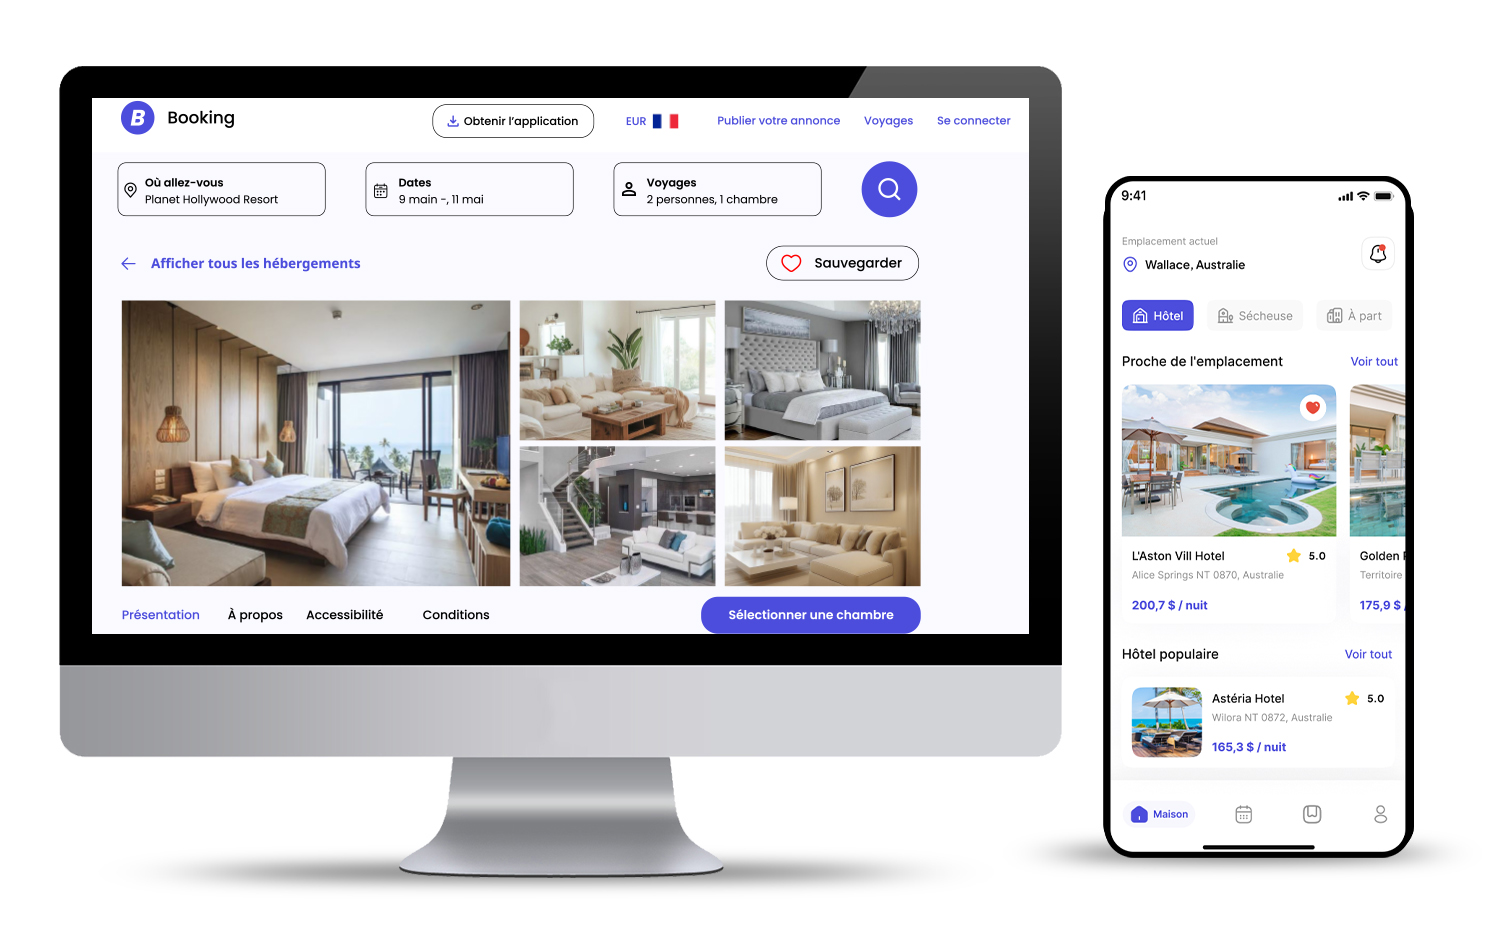 B Booking
Obtenir l'application
EUR
Publier votre annonce
Voyages
Se connecter
Où allez-vous
Planet Hollywood Resort
Dates
9 main -, 11 mai
Voyages
2 personnes, 1 chambre
Afficher tous les hébergements
Sauvegarder
Présentation
À propos
Accessibilité
Conditions
Sélectionner une chambre
9:41
Emplacement actuel
Wallace, Australie
Hôtel
Sécheuse
À part
Proche de l'emplacement
Voir tout
L'Aston Vill Hotel
5.0
Alice Springs NT 0870, Australie
200,7 $ / nuit
Golden
Territoire
175,9 $ /
Hôtel populaire
Voir tout
Astéria Hotel
5.0
Wilora NT 0872, Australie
165,3 $ / nuit
Maison